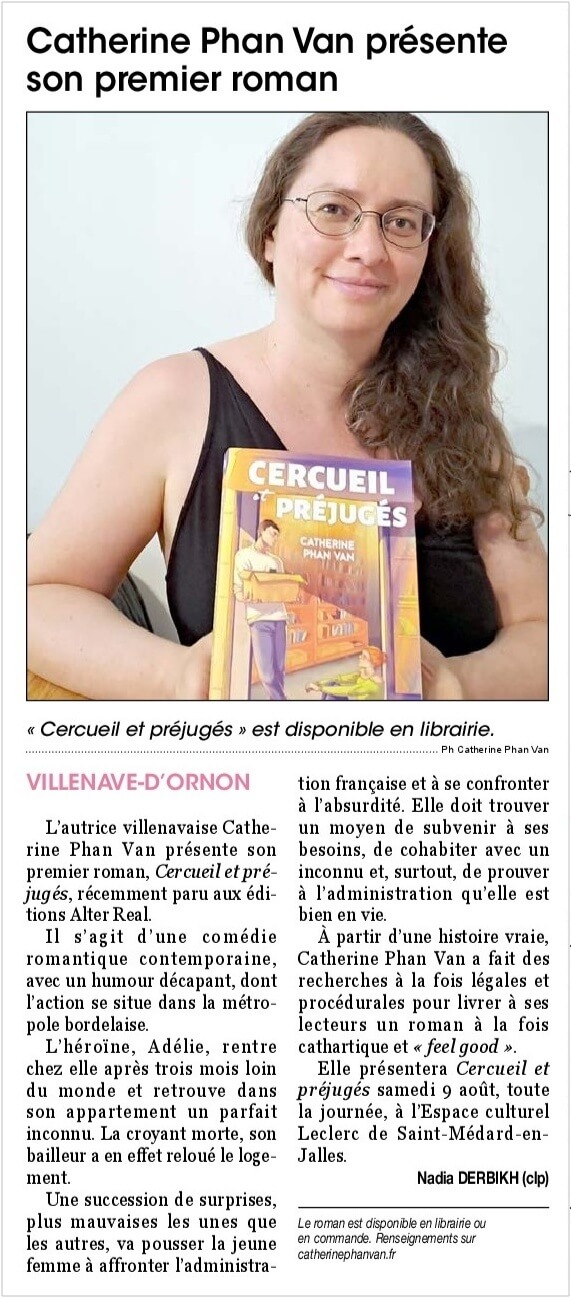 Catherine Phan Van présente
son premier roman
CERCUEIL
et
PRÉJUGÉS
CATHERINE
PHAN VAN
« Cercueil et préjugés » est disponible en librairie.
Ph Catherine Phan Van
VILLENAVE-D’ORNON
L’autrice villenavaise Cathe-
rine Phan Van présente son
premier roman, Cercueil et pré-
jugés, récemment paru aux édi-
tions Alter Real.
Il s’agit d’une comédie
romantique contemporaine,
avec un humour décapant, dont
l’action se situe dans la métro-
pole bordelaise.
L’héroïne, Adélie, rentre
chez elle après trois mois loin
du monde et retrouve dans
son appartement un parfait
inconnu. La croyant morte, son
bailleur a en effet reloué le loge-
ment.
Une succession de surprises,
plus mauvaises les unes que
les autres, va pousser la jeune
femme à affronter l’administra-
tion française et à se confronter
à l’absurdité. Elle doit trouver
un moyen de subvenir à ses
besoins, de cohabiter avec un
inconnu et, surtout, de prouver
à l’administration qu’elle est
bien en vie.
À partir d’une histoire vraie,
Catherine Phan Van a fait des
recherches à la fois légales et
procédurales pour livrer à ses
lecteurs un roman à la fois
cathartique et « feel good ».
Elle présentera Cercueil et
préjugés samedi 9 août, toute
la journée, à l’Espace culturel
Leclerc de Saint-Médard-en-
Jalles.
Nadia DERBIKH (clp)
Le roman est disponible en librairie ou
en commande. Renseignements sur
catherinephanvan.fr